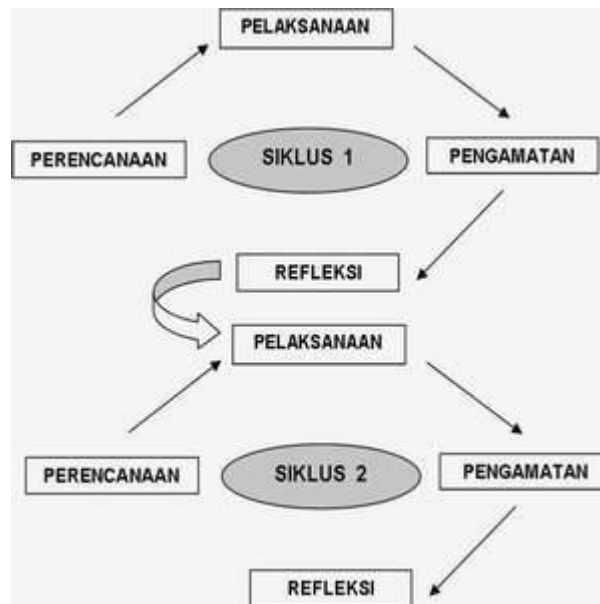 PELAKSANAAN
PERENCANAAN
SIKLUS 1
PENGAMATAN
REFLEKSI
PELAKSANAAN
PERENCANAAN
SIKLUS 2
PENGAMATAN
REFLEKSI